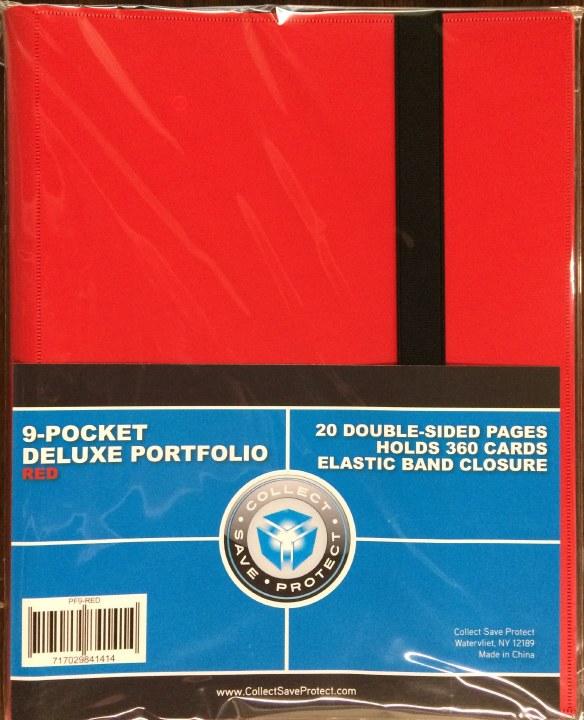 9-POCKET
DELUXE PORTFOLIO
RED
20 DOUBLE-SIDED PAGES
HOLDS 360 CARDS
ELASTIC BAND CLOSURE
COLLECT • PROTECT • SAVE •
PF9-RED
717029841414
Collect Save Protect
Watervliet, NY 12189
Made in China
www.CollectSaveProtect.com